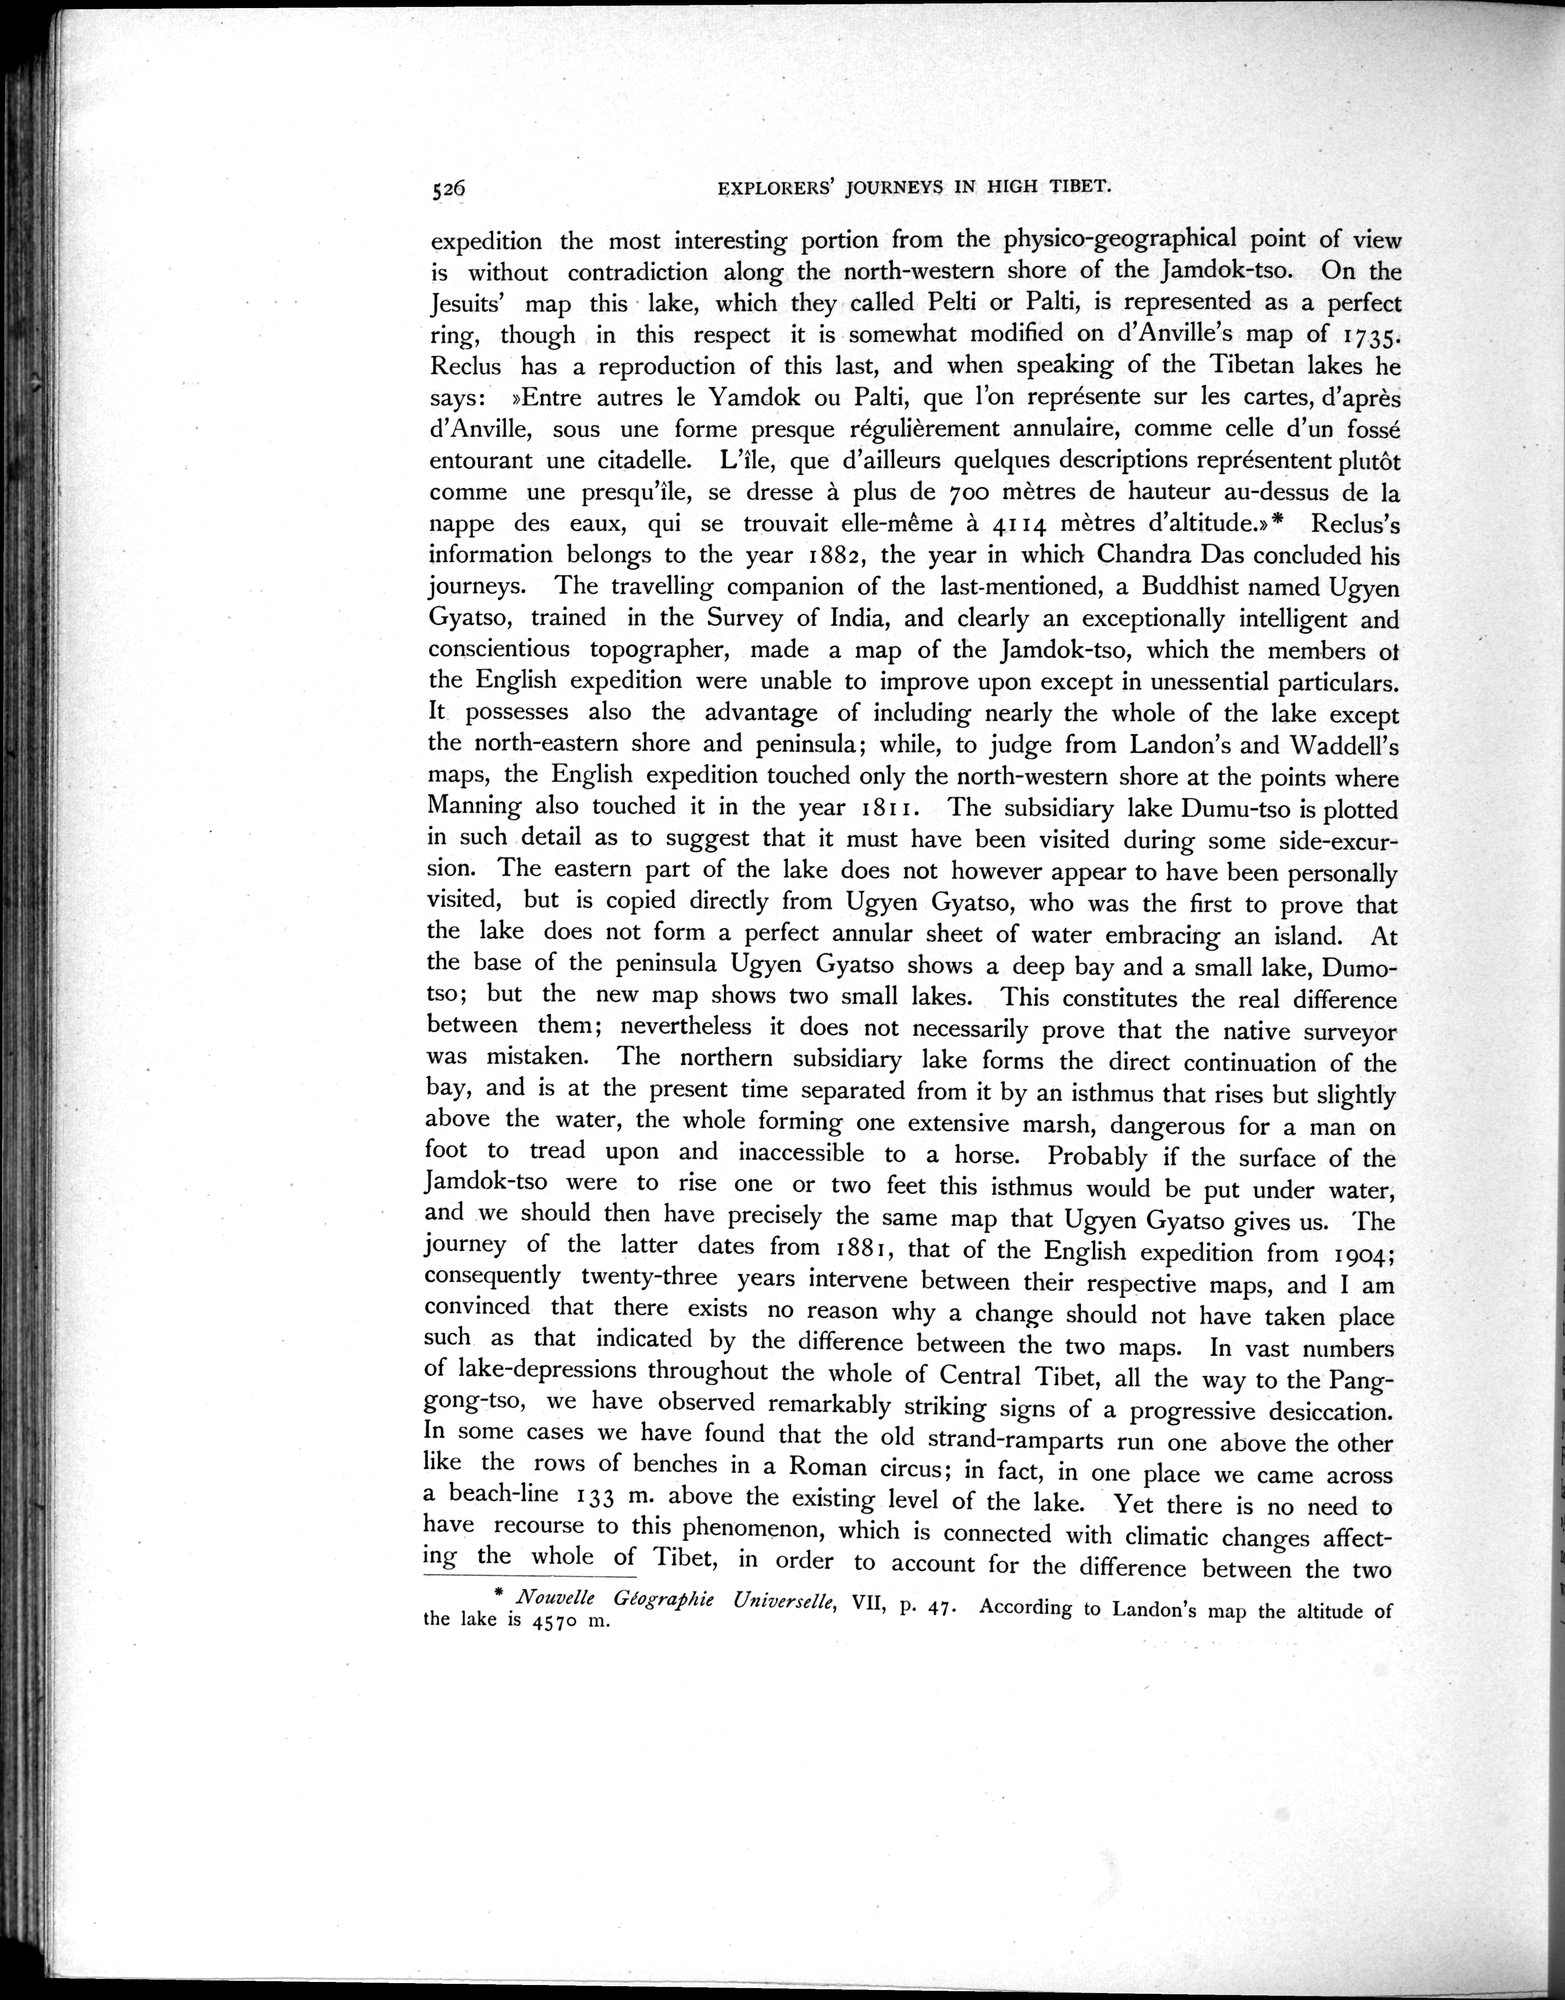 526
EXPLORERS' JOURNEYS IN HIGH TIBET.
expedition the most interesting portion from the physico-geographical point of view
is without contradiction along the north-western shore of the Jamdok-tso. On the
Jesuits' map this lake, which they called Pelti or Palti, is represented as a perfect
ring, though in this respect it is somewhat modified on d'Anville's map of 1735.
Reclus has a reproduction of this last, and when speaking of the Tibetan lakes he
says: »Entre autres le Yamdok ou Palti, que l'on représente sur les cartes, d'après
d'Anville, sous une forme presque régulièrement annulaire, comme celle d'un fossé
entourant une citadelle. L'île, que d'ailleurs quelques descriptions représentent plutôt
comme une presqu'île, se dresse à plus de 700 mètres de hauteur au-dessus de la
nappe des eaux, qui se trouvait elle-même à 4114 mètres d'altitude.»* Reclus's
information belongs to the year 1882, the year in which Chandra Das concluded his
journeys. The travelling companion of the last-mentioned, a Buddhist named Ugyen
Gyatso, trained in the Survey of India, and clearly an exceptionally intelligent and
conscientious topographer, made a map of the Jamdok-tso, which the members of
the English expedition were unable to improve upon except in unessential particulars.
It possesses also the advantage of including nearly the whole of the lake except
the north-eastern shore and peninsula; while, to judge from Landon's and Waddell's
maps, the English expedition touched only the north-western shore at the points where
Manning also touched it in the year 1811. The subsidiary lake Dumu-tso is plotted
in such detail as to suggest that it must have been visited during some side-excur-
sion. The eastern part of the lake does not however appear to have been personally
visited, but is copied directly from Ugyen Gyatso, who was the first to prove that
the lake does not form a perfect annular sheet of water embracing an island. At
the base of the peninsula Ugyen Gyatso shows a deep bay and a small lake, Dumo-
tso; but the new map shows two small lakes. This constitutes the real difference
between them; nevertheless it does not necessarily prove that the native surveyor
was mistaken. The northern subsidiary lake forms the direct continuation of the
bay, and is at the present time separated from it by an isthmus that rises but slightly
above the water, the whole forming one extensive marsh, dangerous for a man on
foot to tread upon and inaccessible to a horse. Probably if the surface of the
Jamdok-tso were to rise one or two feet this isthmus would be put under water,
and we should then have precisely the same map that Ugyen Gyatso gives us. The
journey of the latter dates from 1881, that of the English expedition from 1904;
consequently twenty-three years intervene between their respective maps, and I am
convinced that there exists no reason why a change should not have taken place
such as that indicated by the difference between the two maps. In vast numbers
of lake-depressions throughout the whole of Central Tibet, all the way to the Pang-
gong-tso, we have observed remarkably striking signs of a progressive desiccation.
In some cases we have found that the old strand-ramparts run one above the other
like the rows of benches in a Roman circus; in fact, in one place we came across
a beach-line 133 m. above the existing level of the lake. Yet there is no need to
have recourse to this phenomenon, which is connected with climatic changes affect-
ing the whole of Tibet, in order to account for the difference between the two
* Nouvelle Géographie Universelle, VII, p. 47. According to Landon's map the altitude of
the lake is 4570 m.